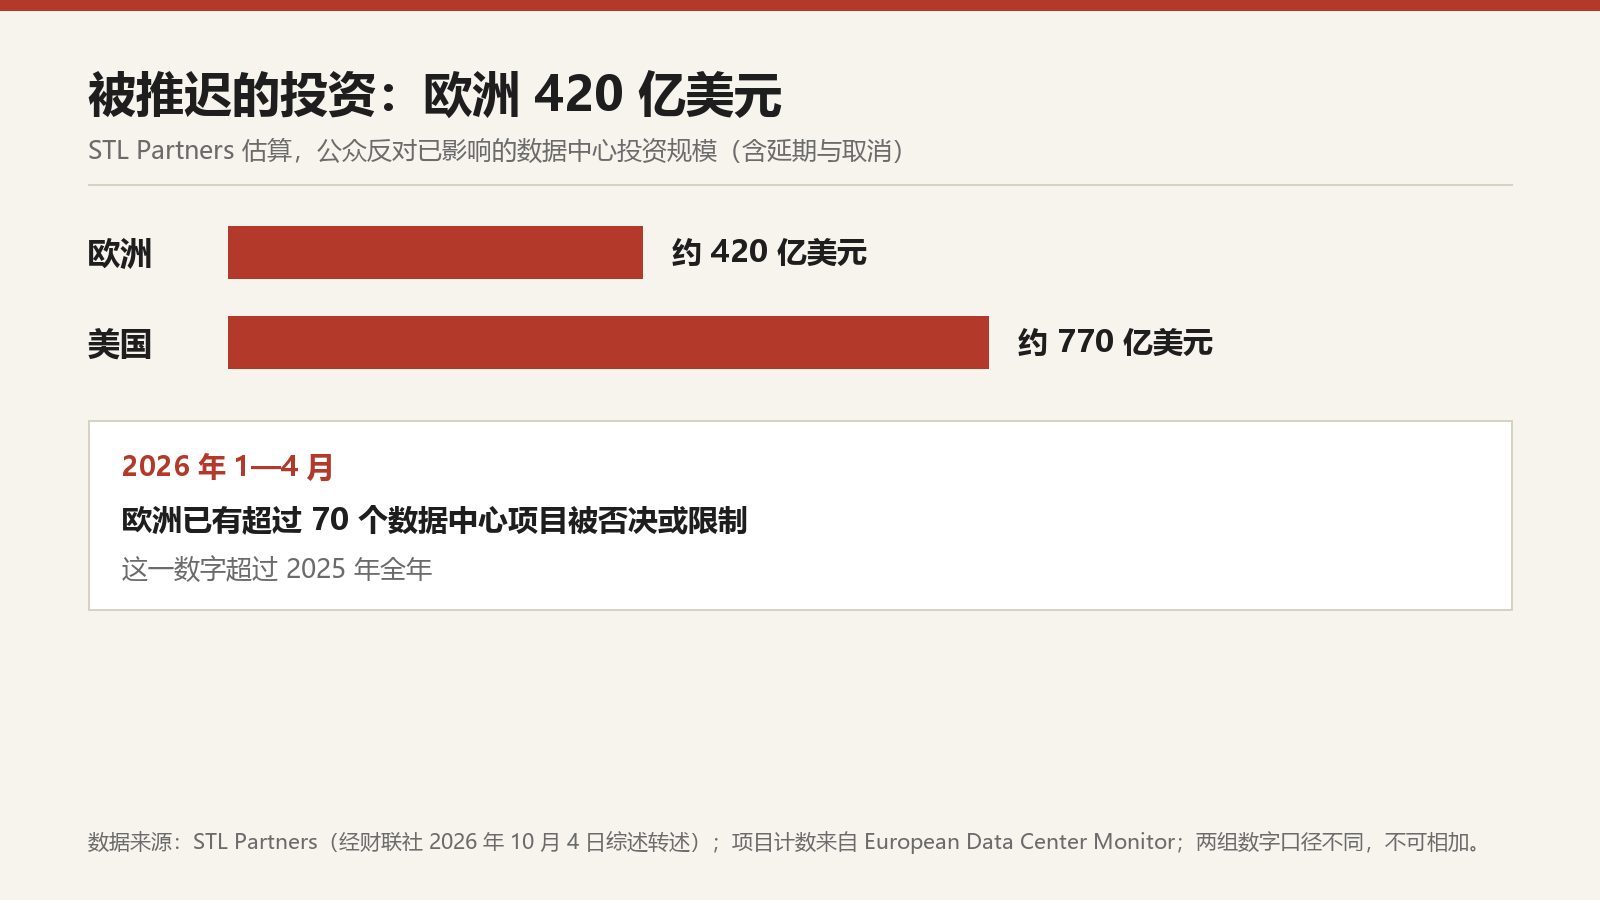 被推迟的投资：欧洲 420 亿美元
STL Partners 估算，公众反对已影响的数据中心投资规模（含延期与取消）
欧洲 约 420 亿美元
美国 约 770 亿美元
2026 年 1—4 月
欧洲已有超过 70 个数据中心项目被否决或限制
这一数字超过 2025 年全年
数据来源：STL Partners（经财联社 2026 年 10 月 4 日综述转述）；项目计数来自 European Data Center Monitor；两组数字口径不同，不可相加。